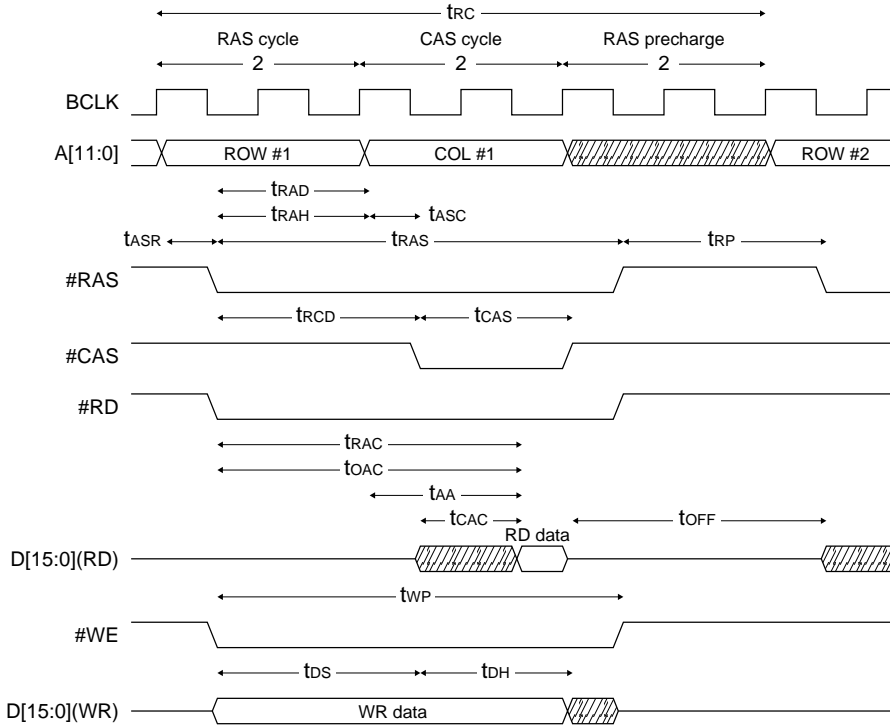 tRC
RAS cycle CAS cycle RAS precharge
2 2 2
BCLK
A[11:0] ROW #1 COL #1 ROW #2
tRAD
tRAH tASC
tASR tRAS tRP
#RAS
tRCD tCAS
#CAS
#RD
tRAC
tOAC
tAA
tCAC tOFF
RD data
D[15:0](RD)
tWP
#WE
tDS tDH
D[15:0](WR) WR data